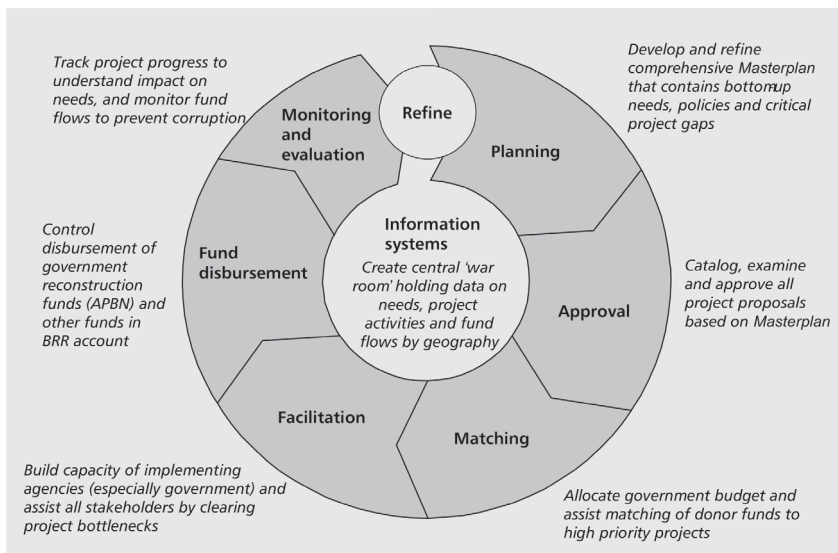 Track project progress to
understand impact on
needs, and monitor fund
flows to prevent corruption
Monitoring
and
evaluation
Refine
Planning
Develop and refine
comprehensive Masterplan
that contains bottom-up
needs, policies and critical
project gaps
Control
disbursement of
government
reconstruction
funds (APBN) and
other funds in
BRR account
Fund
disbursement
Information
systems
Create central ‘war
room’ holding data on
needs, project
activities and fund
flows by geography
Approval
Catalog, examine
and approve all
project proposals
based on Masterplan
Facilitation
Matching
Build capacity of implementing
agencies (especially government) and
assist all stakeholders by clearing
project bottlenecks
Allocate government budget and
assist matching of donor funds to
high priority projects